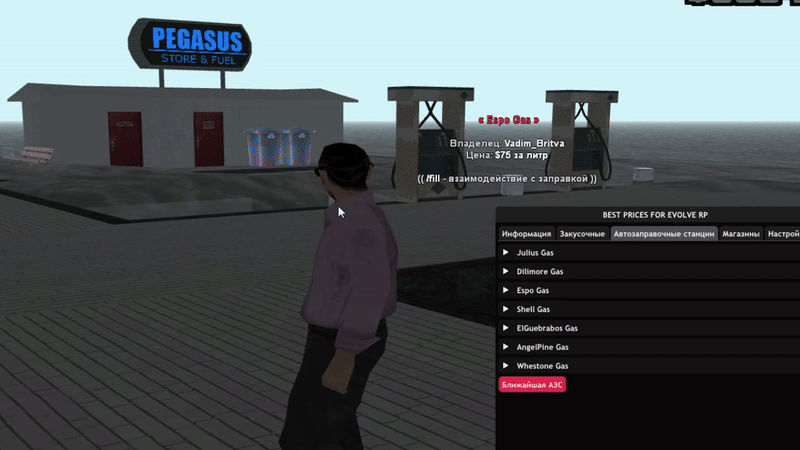 PEGASUS
STORE & FUEL
« Espo Gas »
Владелец: Vadim_Britva
Цена: $75 за литр
(( /fill - взаимодействие с заправкой ))
BEST PRICES FOR EVOLVE RP
Информация Закусочные Автозаправочные станции Магазины Настрой
Julius Gas
Dilimore Gas
Espo Gas
Shell Gas
ElGuebrabos Gas
AngelPine Gas
Whestone Gas
Ближайшая АЗС